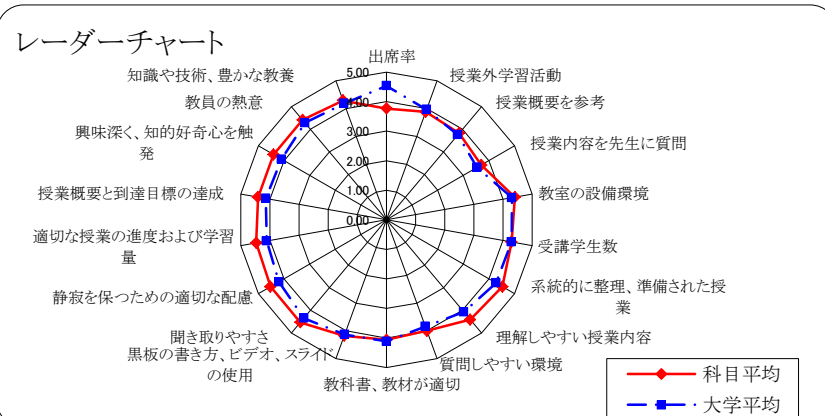 レーダーチャート
出席率
授業外学習活動
授業概要を参考
授業内容を先生に質問
教室の設備環境
受講学生数
系統的に整理、準備された授
業
理解しやすい授業内容
質問しやすい環境
教科書、教材が適切
黒板の書き方、ビデオ、スライド
の使用
聞き取りやすさ
静寂を保つための適切な配慮
適切な授業の進度および学習
量
授業概要と到達目標の達成
興味深く、知的好奇心を触
発
教員の熱意
知識や技術、豊かな教養
5.00
4.00
3.00
2.00
1.00
0.00
科目平均
大学平均